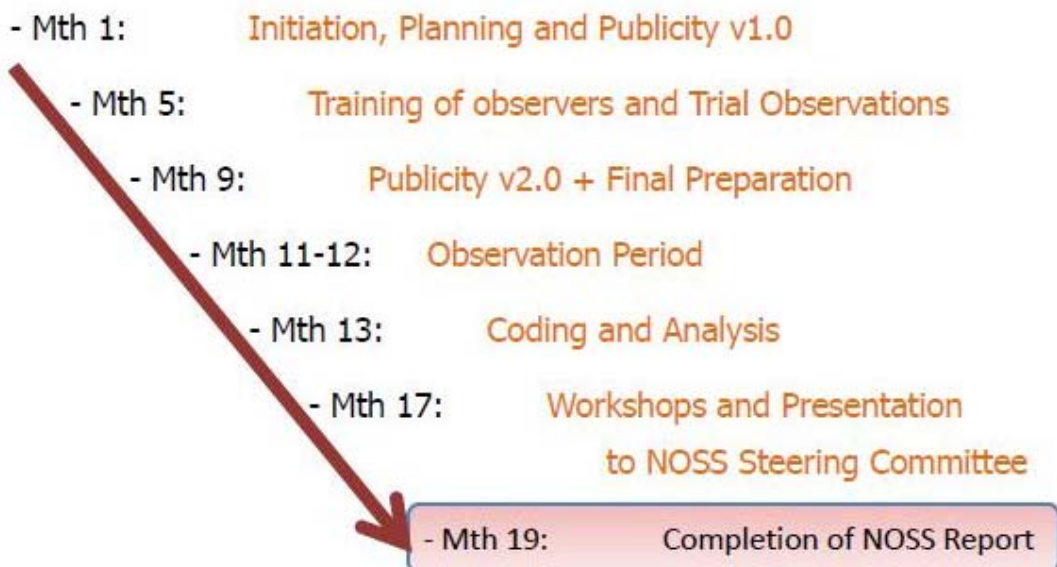 - Mth 1: Initiation, Planning and Publicity v1.0
- Mth 5: Training of observers and Trial Observations
- Mth 9: Publicity v2.0 + Final Preparation
- Mth 11-12: Observation Period
- Mth 13: Coding and Analysis
- Mth 17: Workshops and Presentation
to NOSS Steering Committee
- Mth 19: Completion of NOSS Report